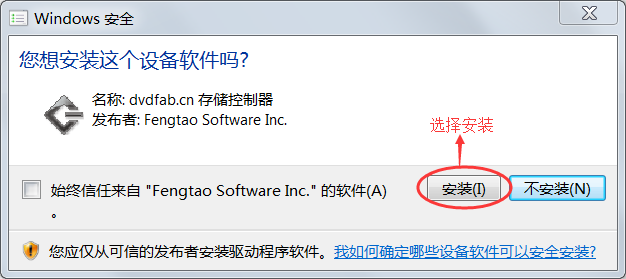 Windows 安全
您想安装这个设备软件吗?
名称: dvdfab.cn 存储控制器
发布者: Fengtao Software Inc.
选择安装
始终信任来自 "Fengtao Software Inc." 的软件(A)
。
安装(I)
不安装(N)
您应仅从可信的发布者安装驱动程序软件。我如何确定哪些设备软件可以安全安装?